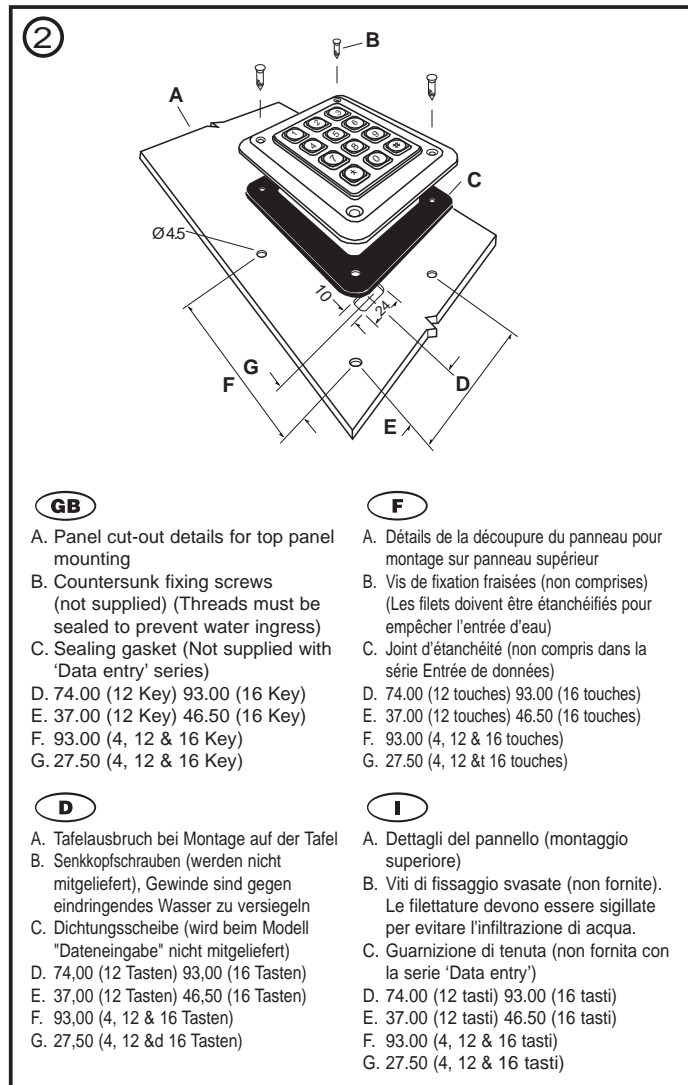 2
B
A
3
2
6
1
5
9
4
8
#
7
0
*
C
Ø 4.5
10
24
G
F
D
E
GB
A. Panel cut-out details for top panel
mounting
B. Countersunk fixing screws
(not supplied) (Threads must be
sealed to prevent water ingress)
C. Sealing gasket (Not supplied with
‘Data entry’ series)
D. 74.00 (12 Key) 93.00 (16 Key)
E. 37.00 (12 Key) 46.50 (16 Key)
F. 93.00 (4, 12 & 16 Key)
G. 27.50 (4, 12 & 16 Key)
F
A. Détails de la découpure du panneau pour
montage sur panneau supérieur
B. Vis de fixation fraisées (non comprises)
(Les filets doivent être étanchéifiés pour
empêcher l’entrée d’eau)
C. Joint d’étanchéité (non compris dans la
série Entrée de données)
D. 74.00 (12 touches) 93.00 (16 touches)
E. 37.00 (12 touches) 46.50 (16 touches)
F. 93.00 (4, 12 & 16 touches)
G. 27.50 (4, 12 &t 16 touches)
D
A. Tafelausbruch bei Montage auf der Tafel
B. Senkkopfschrauben (werden nicht
mitgeliefert), Gewinde sind gegen
eindringendes Wasser zu versiegeln
C. Dichtungsscheibe (wird beim Modell
"Dateneingabe" nicht mitgeliefert)
D. 74,00 (12 Tasten) 93,00 (16 Tasten)
E. 37,00 (12 Tasten) 46,50 (16 Tasten)
F. 93,00 (4, 12 & 16 Tasten)
G. 27,50 (4, 12 &d 16 Tasten)
I
A. Dettagli del pannello (montaggio
superiore)
B. Viti di fissaggio svasate (non fornite).
Le filettature devono essere sigillate
per evitare l’infiltrazione di acqua.
C. Guarnizione di tenuta (non fornita con
la serie ‘Data entry’)
D. 74.00 (12 tasti) 93.00 (16 tasti)
E. 37.00 (12 tasti) 46.50 (16 tasti)
F. 93.00 (4, 12 & 16 tasti)
G. 27.50 (4, 12 & 16 tasti)